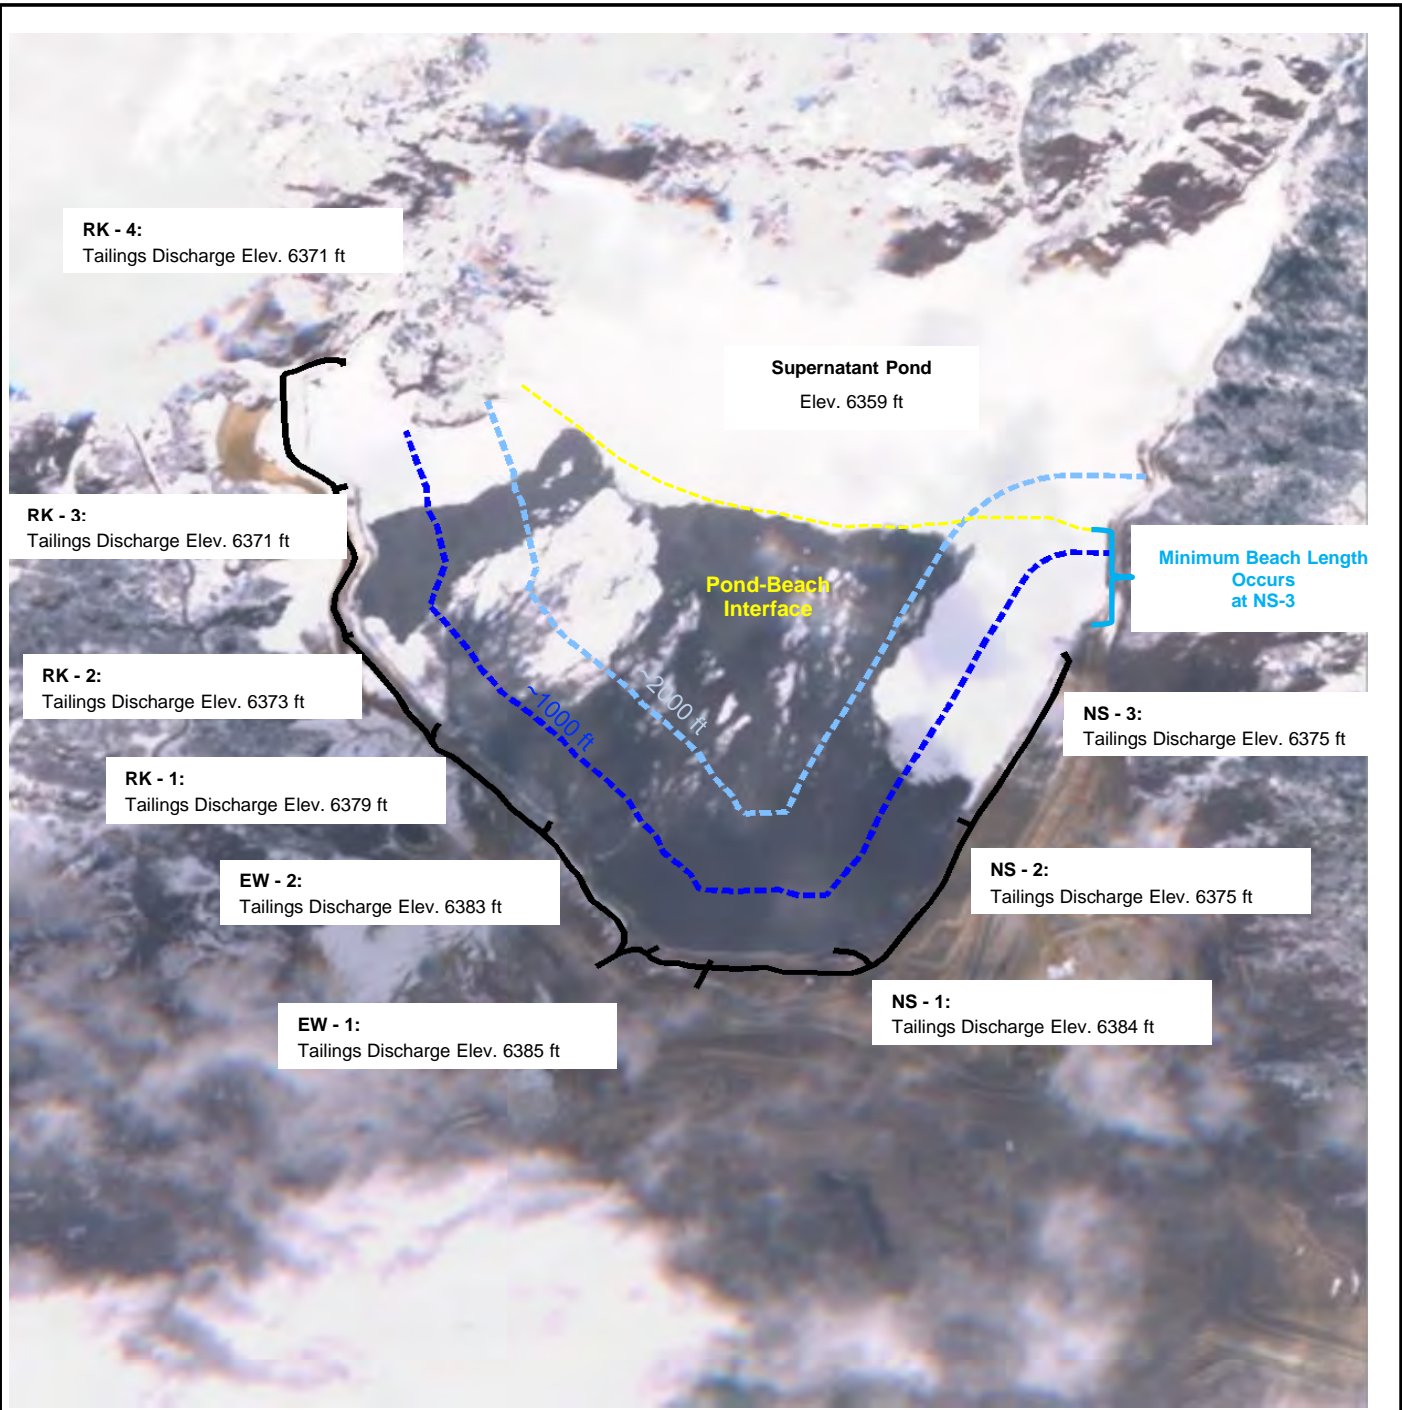 RK - 4:
Tailings Discharge Elev. 6371 ft
Supernatant Pond
Elev. 6359 ft
RK - 3:
Tailings Discharge Elev. 6371 ft
Minimum Beach Length
Occurs
at NS-3
Pond-Beach
Interface
RK - 2:
Tailings Discharge Elev. 6373 ft
~1000 ft
~2000 ft
NS - 3:
Tailings Discharge Elev. 6375 ft
RK - 1:
Tailings Discharge Elev. 6379 ft
EW - 2:
Tailings Discharge Elev. 6383 ft
NS - 2:
Tailings Discharge Elev. 6375 ft
NS - 1:
Tailings Discharge Elev. 6384 ft
EW - 1:
Tailings Discharge Elev. 6385 ft